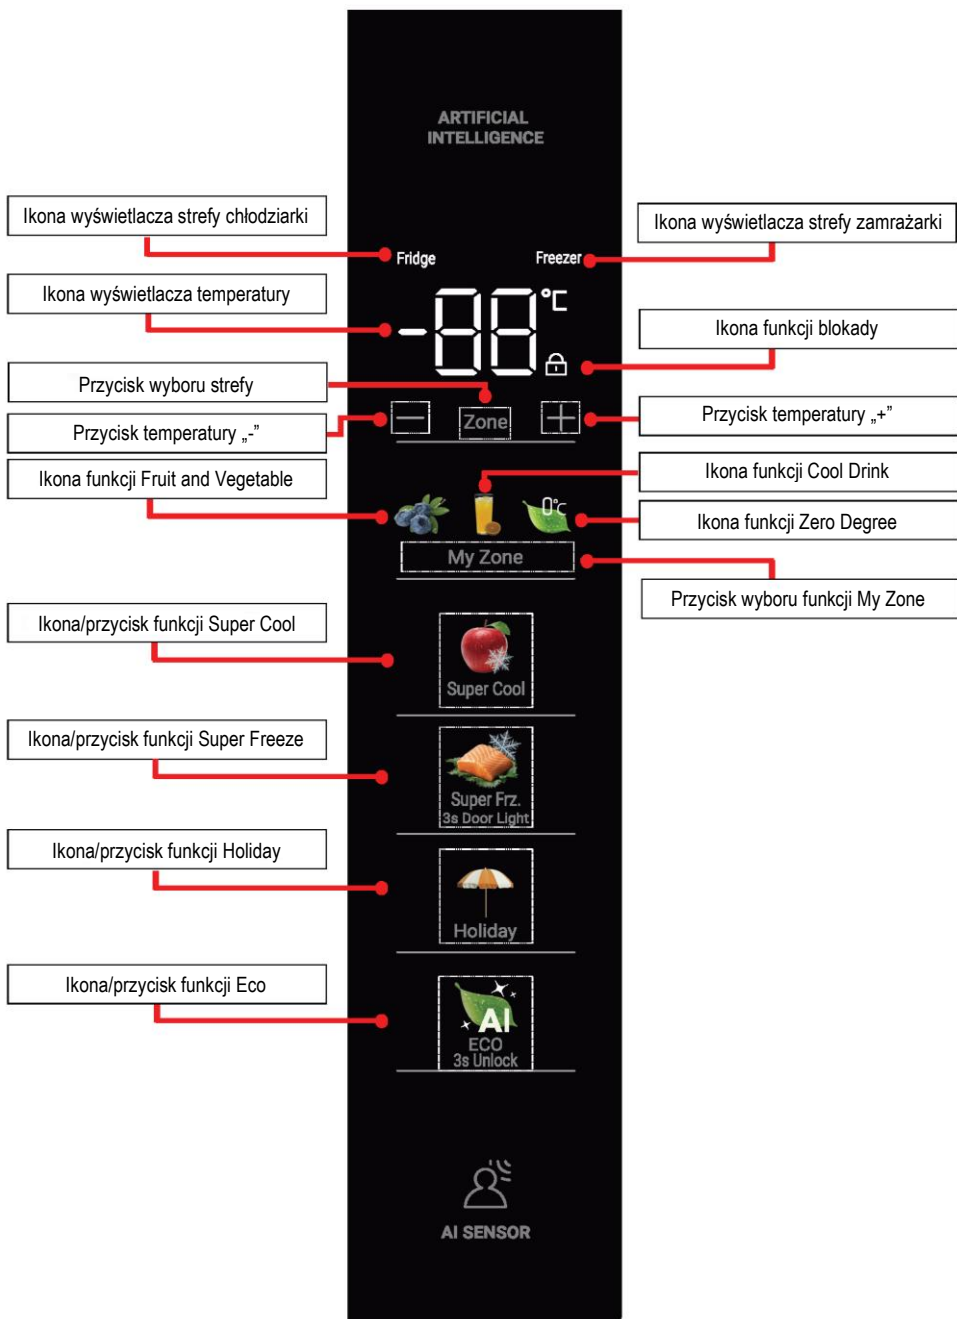 ARTIFICIAL
INTELLIGENCE
Ikona wyświetlacza strefy chłodziarki
Ikona wyświetlacza strefy zamrażarki
Fridge
Freezer
Ikona wyświetlacza temperatury
-88°C
Ikona funkcji blokady
Przycisk wyboru strefy
Przycisk temperatury „-”
Zone
Przycisk temperatury „+”
Ikona funkcji Fruit and Vegetable
Ikona funkcji Cool Drink
0°C
Ikona funkcji Zero Degree
My Zone
Przycisk wyboru funkcji My Zone
Ikona/przycisk funkcji Super Cool
Super Cool
Ikona/przycisk funkcji Super Freeze
Super Frz.
3s Door Light
Ikona/przycisk funkcji Holiday
Holiday
Ikona/przycisk funkcji Eco
AI
ECO
3s Unlock
AI SENSOR